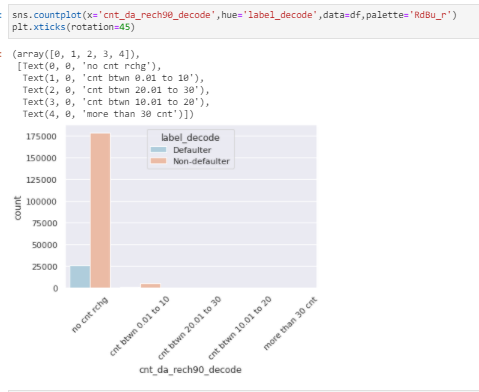 sns.countplot(x='cnt_da_rech90_decode',hue='label_decode',data=df,palette='RdBu_r')
plt.xticks(rotation=45)
(array([0, 1, 2, 3, 4]),
[Text(0, 0, 'no cnt rchg'),
Text(1, 0, 'cnt btwn 0.01 to 10'),
Text(2, 0, 'cnt btwn 20.01 to 30'),
Text(3, 0, 'cnt btwn 10.01 to 20'),
Text(4, 0, 'more than 30 cnt')])
label_decode
Defaulter
Non-defaulter
175000
150000
125000
100000
75000
50000
25000
0
count
no cnt rchg
cnt btwn 0.01 to 10
cnt btwn 20.01 to 30
cnt btwn 10.01 to 20
more than 30 cnt
cnt_da_rech90_decode